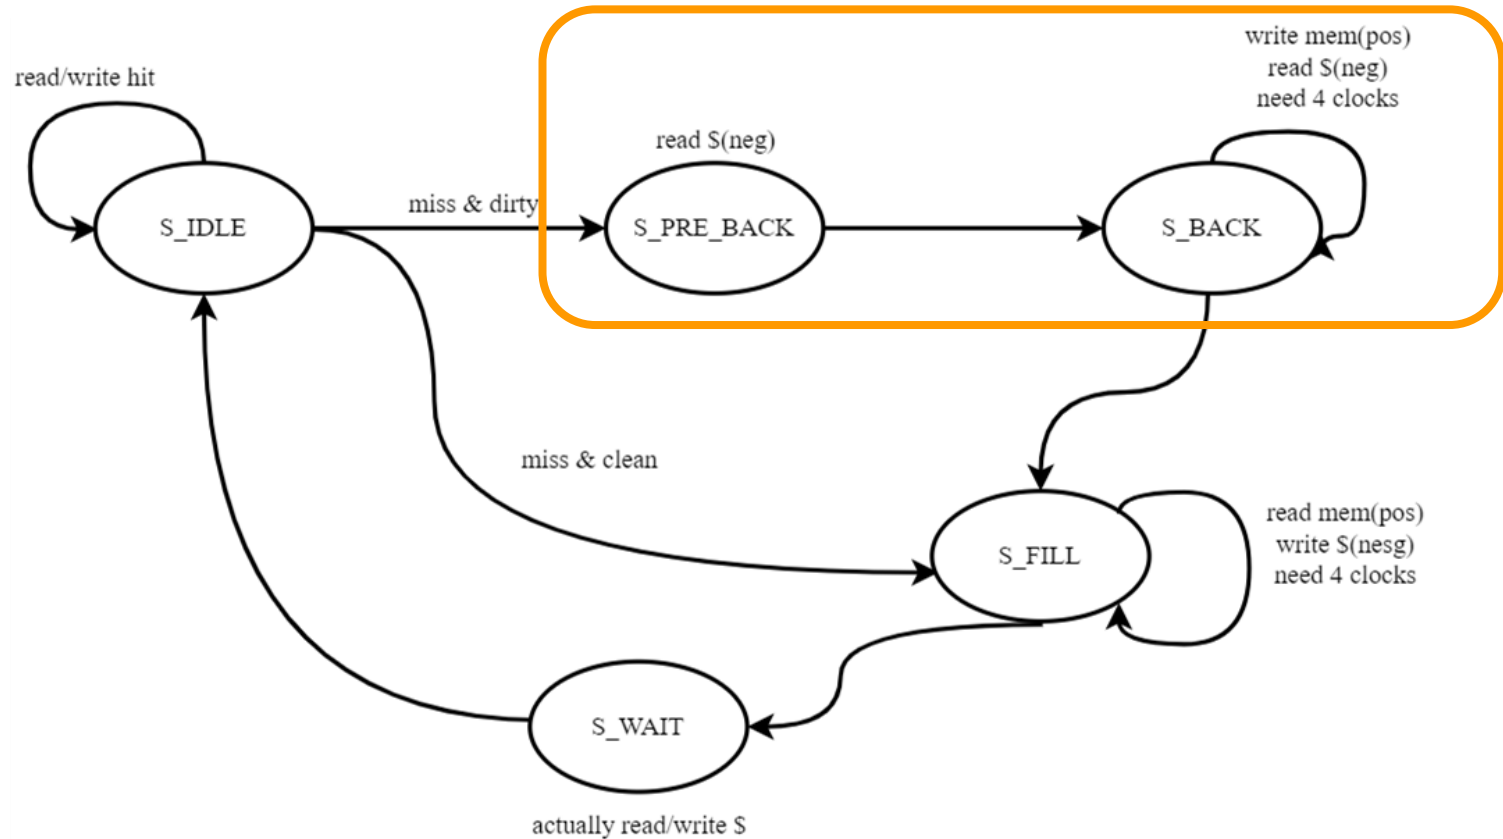 write mem(pos)
read $(neg)
need 4 clocks
read/write hit
read $(neg)
miss & dirty
S_IDLE
S_PRE_BACK
S_BACK
miss & clean
S_FILL
read mem(pos)
write $(nesg)
need 4 clocks
S_WAIT
actually read/write $